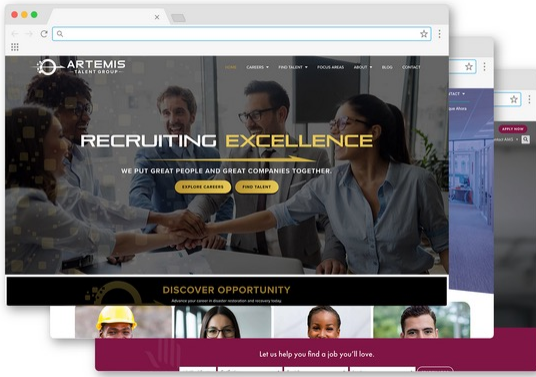 ARTEMIS
TALENT GROUP
HOME CAREERS FIND TALENT FOCUS AREAS ABOUT BLOG CONTACT
RECRUITING EXCELLENCE
WE PUT GREAT PEOPLE AND GREAT COMPANIES TOGETHER.
EXPLORE CAREERS FIND TALENT
DISCOVER OPPORTUNITY
Advance your career in disaster restoration and recovery today.
APPLY NOW
Let us help you find a job you'll love.